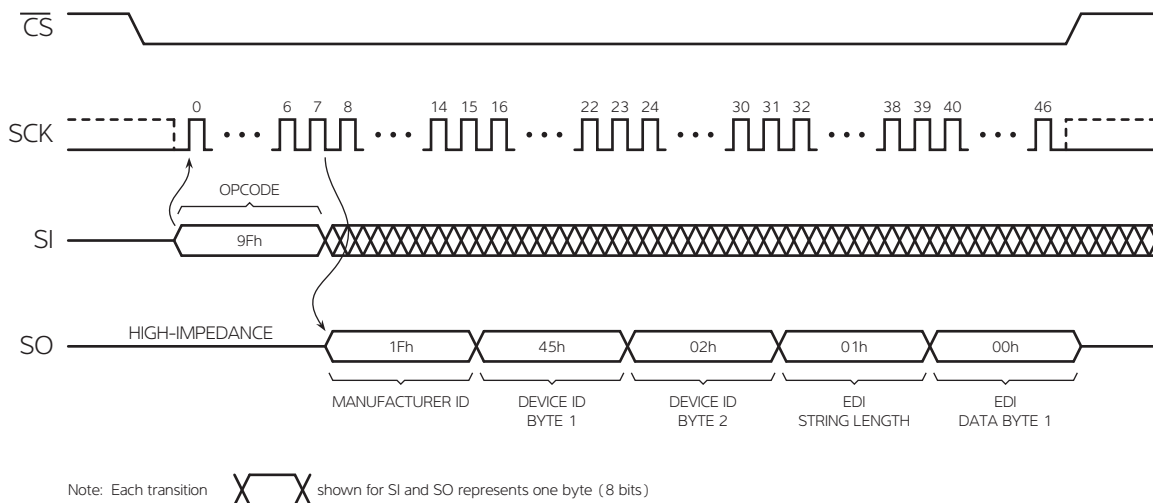 CS
SCK
0 6 7 8 14 15 16 22 23 24 30 31 32 38 39 40 46
OPCODE
SI
9Fh
HIGH-IMPEDANCE
SO
1Fh 45h 02h 01h 00h
MANUFACTURER ID DEVICE ID DEVICE ID EDI EDI
BYTE 1 BYTE 2 STRING LENGTH DATA BYTE 1
Note: Each transition shown for SI and SO represents one byte (8 bits)